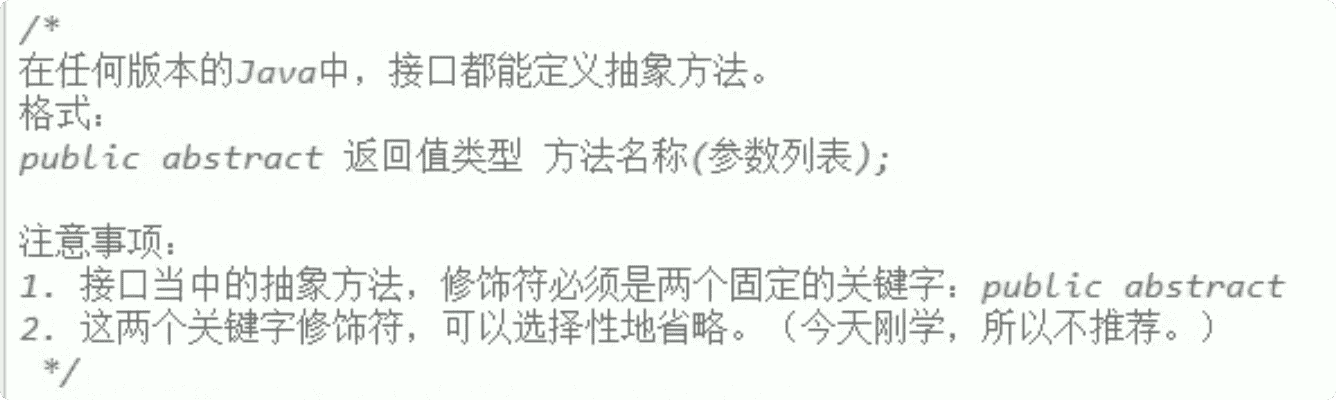 /*
在任何版本的Java中，接口都能定义抽象方法。
格式：
public abstract 返回值类型 方法名称(参数列表);
注意事项：
1. 接口当中的抽象方法，修饰符必须是两个固定的关键字：public abstract
2. 这两个关键字修饰符，可以选择性地省略。（今天刚学，所以不推荐。）
*/